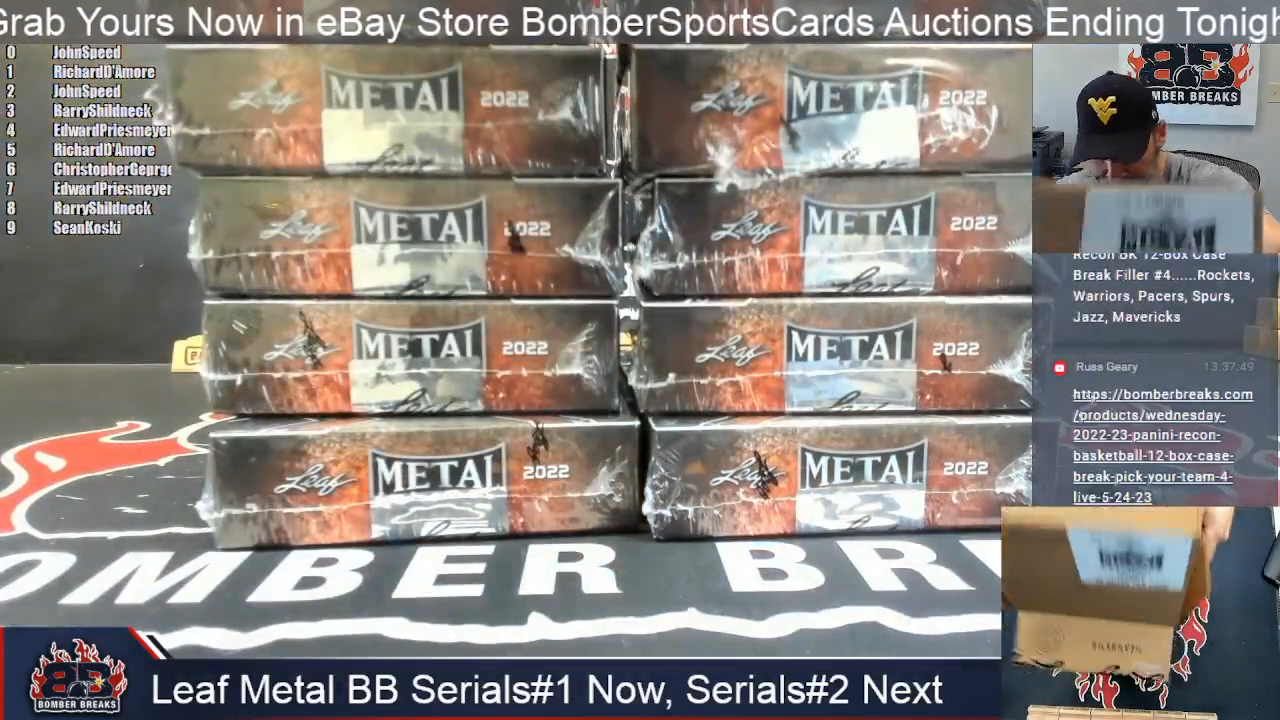 Grab Yours Now in eBay Store BomberSportsCards Auctions Ending Tonigh
0 JohnSpeed
1 RichardD'Amore
2 JohnSpeed
3 BarryShildneck
4 EdwardPriesmeyer
5 RichardD'Amore
6 ChristopherGeprge
7 EdwardPriesmeyer
8 BarryShildneck
9 SeanKoski
Leaf METAL 2022
Leaf METAL 2022
Leaf METAL 2022
Leaf METAL 2022
Leaf METAL 2022
Leaf METAL 2022
Leaf METAL 2022
Leaf METAL 2022
BB
BOMBER BREAKS
WV
Recon BK 12-Box Case
Break Filler #4......Rockets,
Warriors, Pacers, Spurs,
Jazz, Mavericks
Russ Geary 13:37:49
https://bomberbreaks.com
/products/wednesday-
2022-23-panini-recon-
basketball-12-box-case-
break-pick-your-team-4-
live-5-24-23
OMBER BRE
BB
BOMBER BREAKS
Leaf Metal BB Serials#1 Now, Serials#2 Next